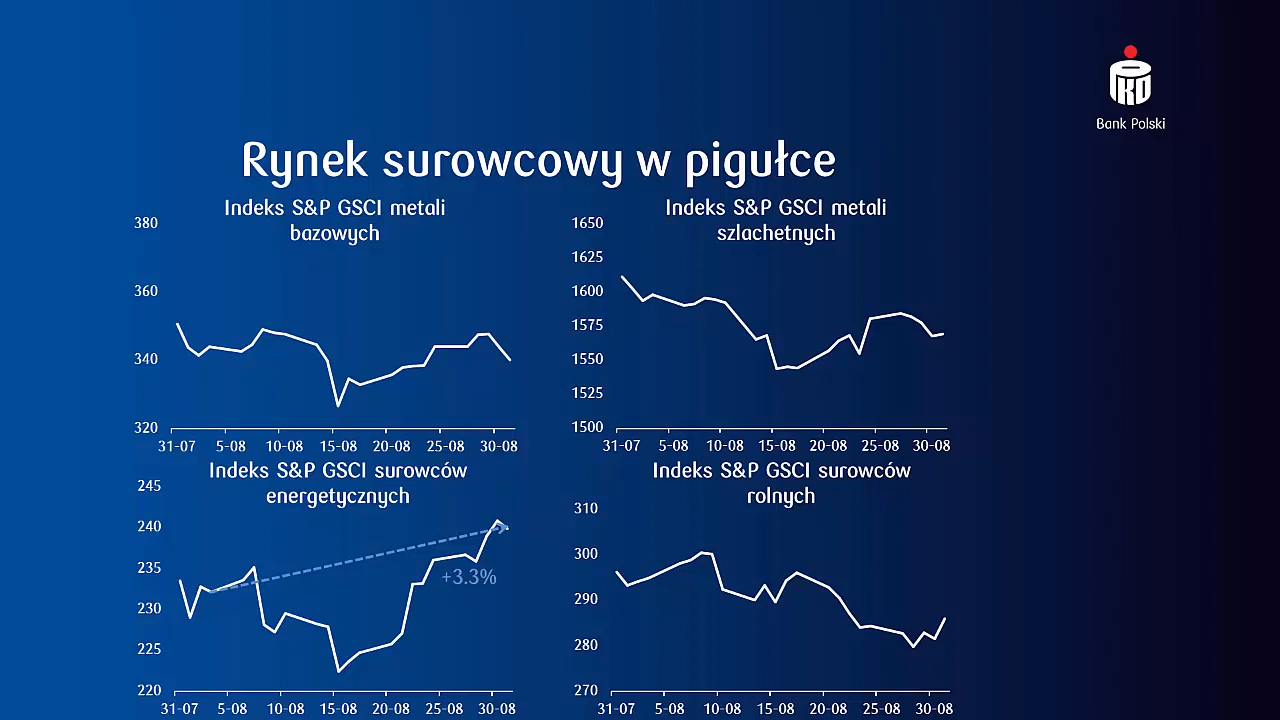 PKO
Bank Polski
Rynek surowcowy w pigułce
Indeks S&P GSCI metali
bazowych
380
360
340
320
31-07 5-08 10-08 15-08 20-08 25-08 30-08
Indeks S&P GSCI metali
szlachetnych
1650
1625
1600
1575
1550
1525
1500
31-07 5-08 10-08 15-08 20-08 25-08 30-08
Indeks S&P GSCI surowców
energetycznych
245
240
235
230
225
220
+3.3%
31-07 5-08 10-08 15-08 20-08 25-08 30-08
Indeks S&P GSCI surowców
rolnych
310
300
290
280
270
31-07 5-08 10-08 15-08 20-08 25-08 30-08